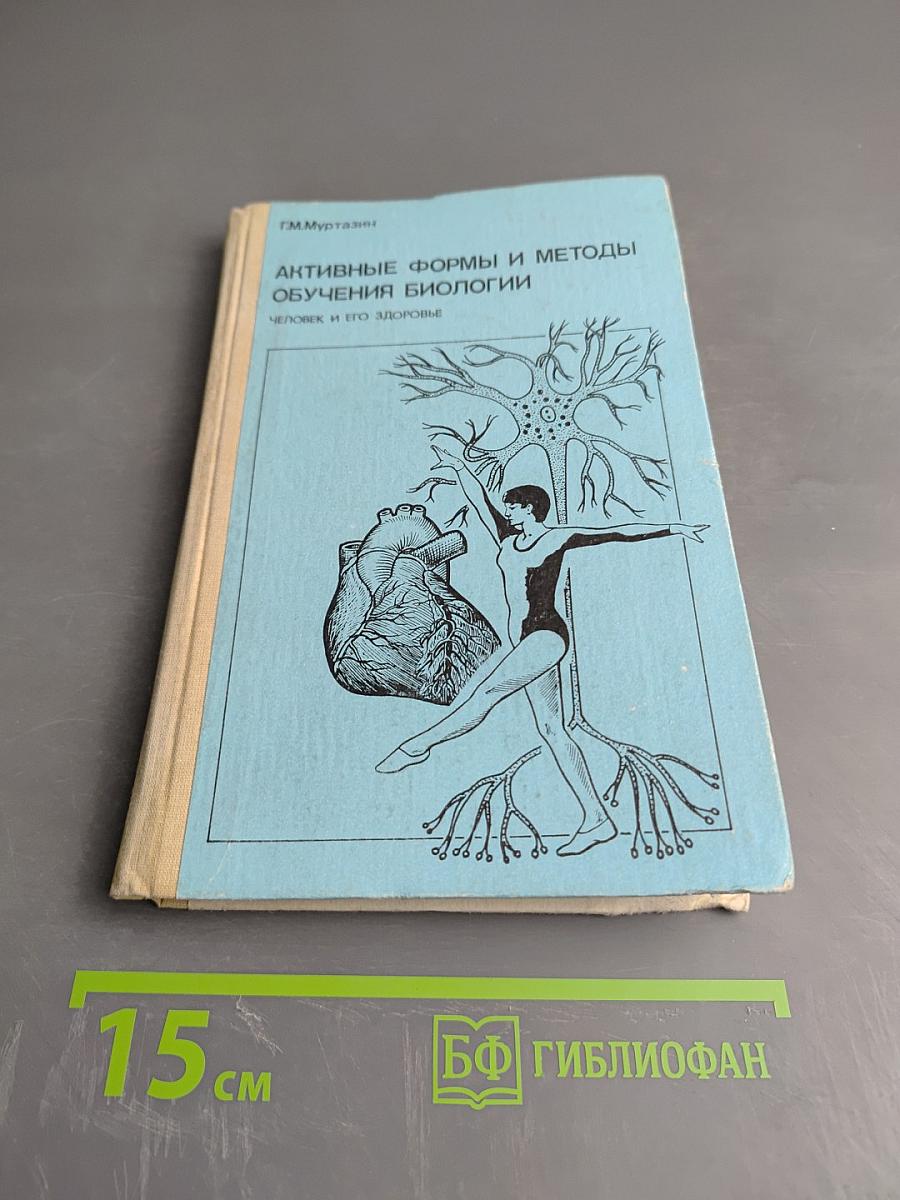 Г.М.Муртазин
АКТИВНЫЕ ФОРМЫ И МЕТОДЫ
ОБУЧЕНИЯ БИОЛОГИИ
ЧЕЛОВЕК И ЕГО ЗДОРОВЬЕ
15 см
БФ ГИБЛИОФАН